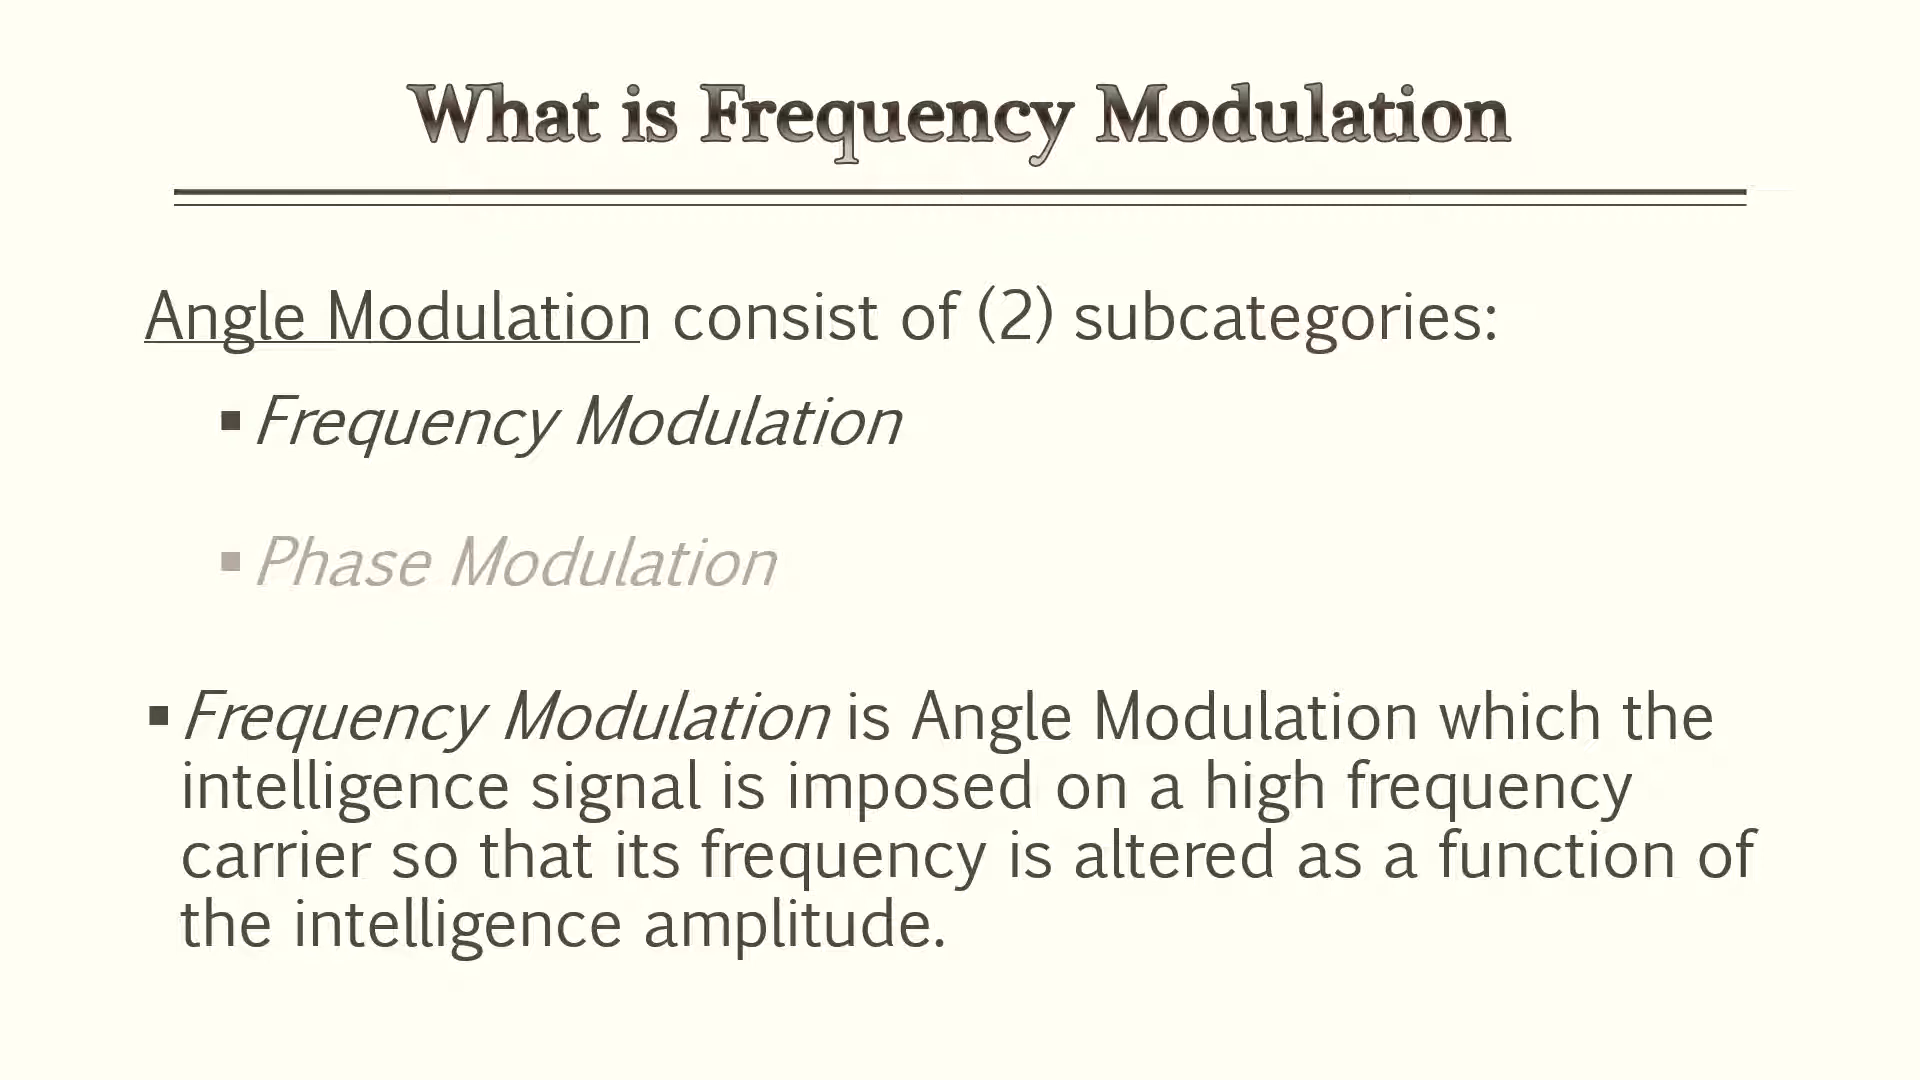 What is Frequency Modulation
Angle Modulation consist of (2) subcategories:
▪ Frequency Modulation
▪ Phase Modulation
▪ Frequency Modulation is Angle Modulation which the
intelligence signal is imposed on a high frequency
carrier so that its frequency is altered as a function of
the intelligence amplitude.